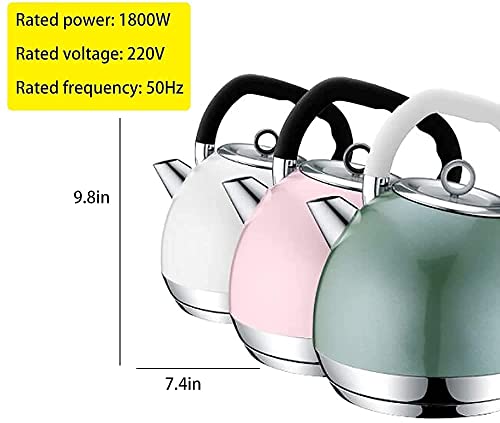 Rated power: 1800W
Rated voltage: 220V
Rated frequency: 50Hz
9.8in
7.4in